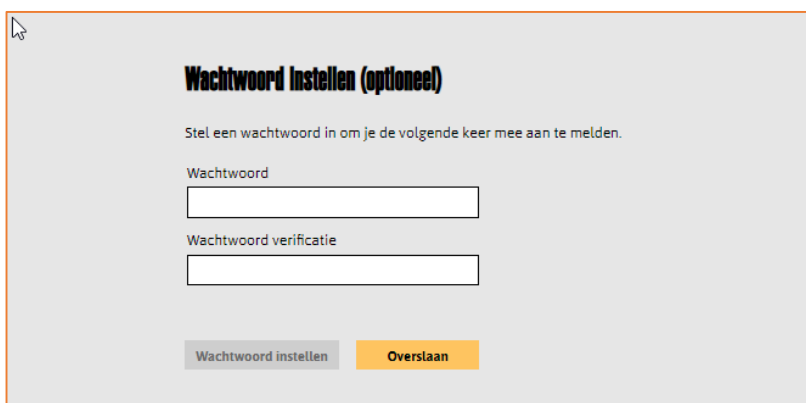 Wachtwoord Instellen (optioneel)
Stel een wachtwoord in om je de volgende keer mee aan te melden.
Wachtwoord
Wachtwoord verificatie
Wachtwoord instellen Overslaan